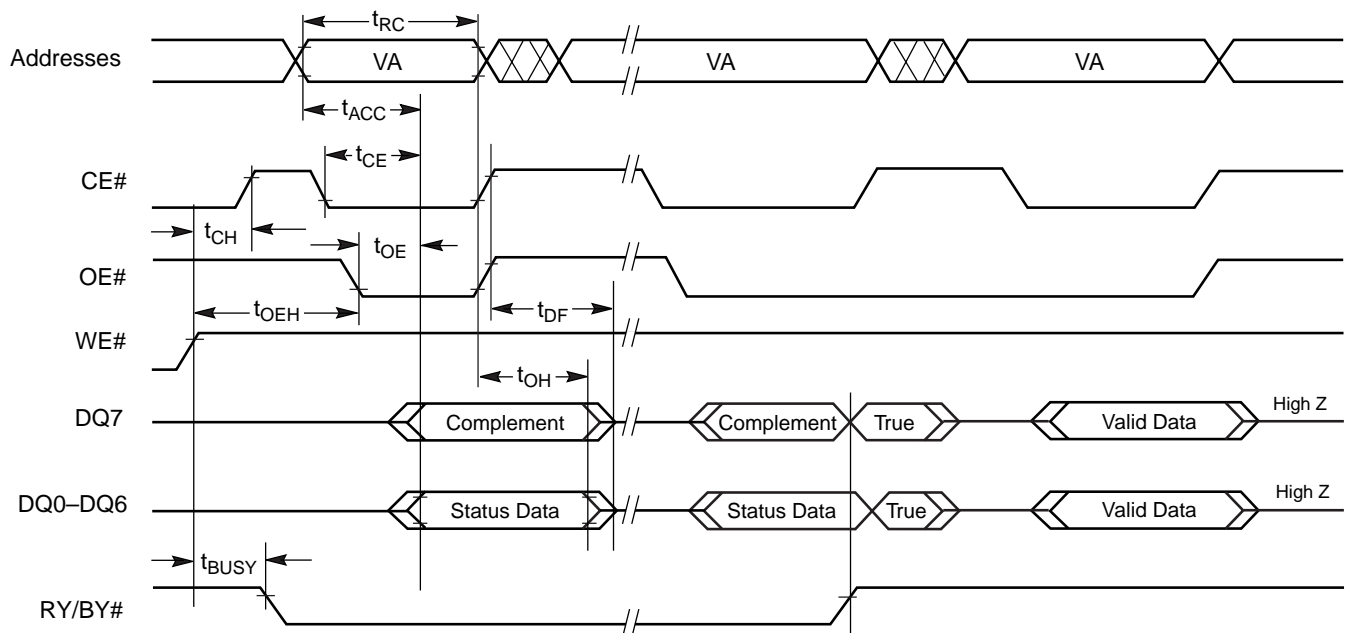 tRC
Addresses VA VA VA
tACC
tCE
CE#
tCH tOE
OE#
tOEH tDF
WE#
tOH
DQ7 Complement Complement True Valid Data High Z
DQ0–DQ6 Status Data Status Data True Valid Data High Z
tBUSY
RY/BY#